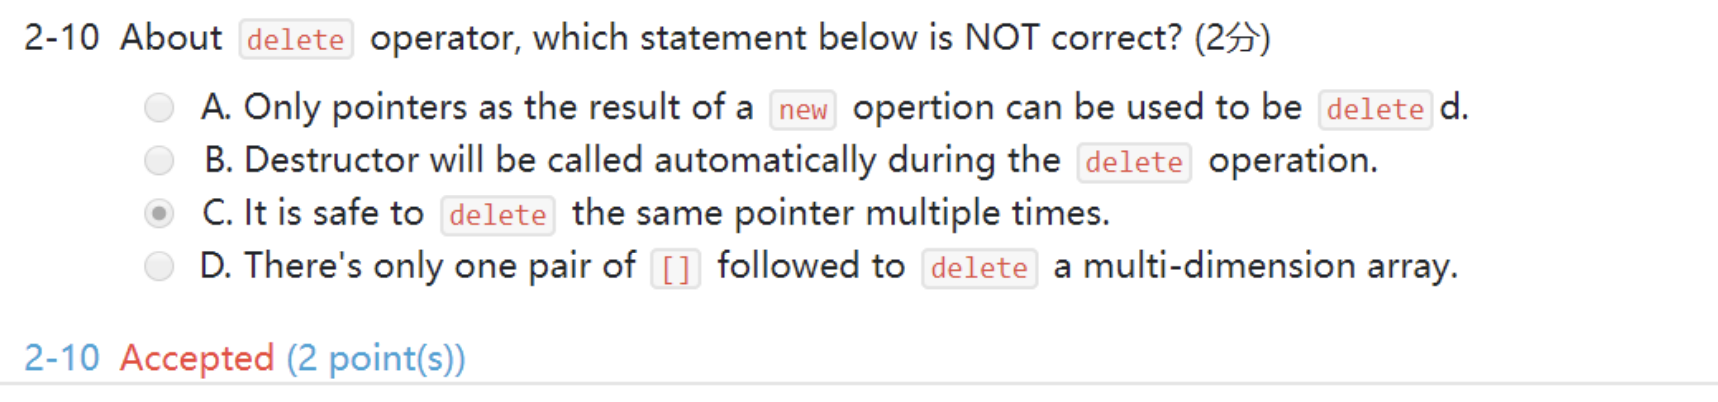 2-10 About delete operator, which statement below is NOT correct? (2分)
A. Only pointers as the result of a new opertion can be used to be delete d.
B. Destructor will be called automatically during the delete operation.
C. It is safe to delete the same pointer multiple times.
D. There's only one pair of [] followed to delete a multi-dimension array.
2-10 Accepted (2 point(s))